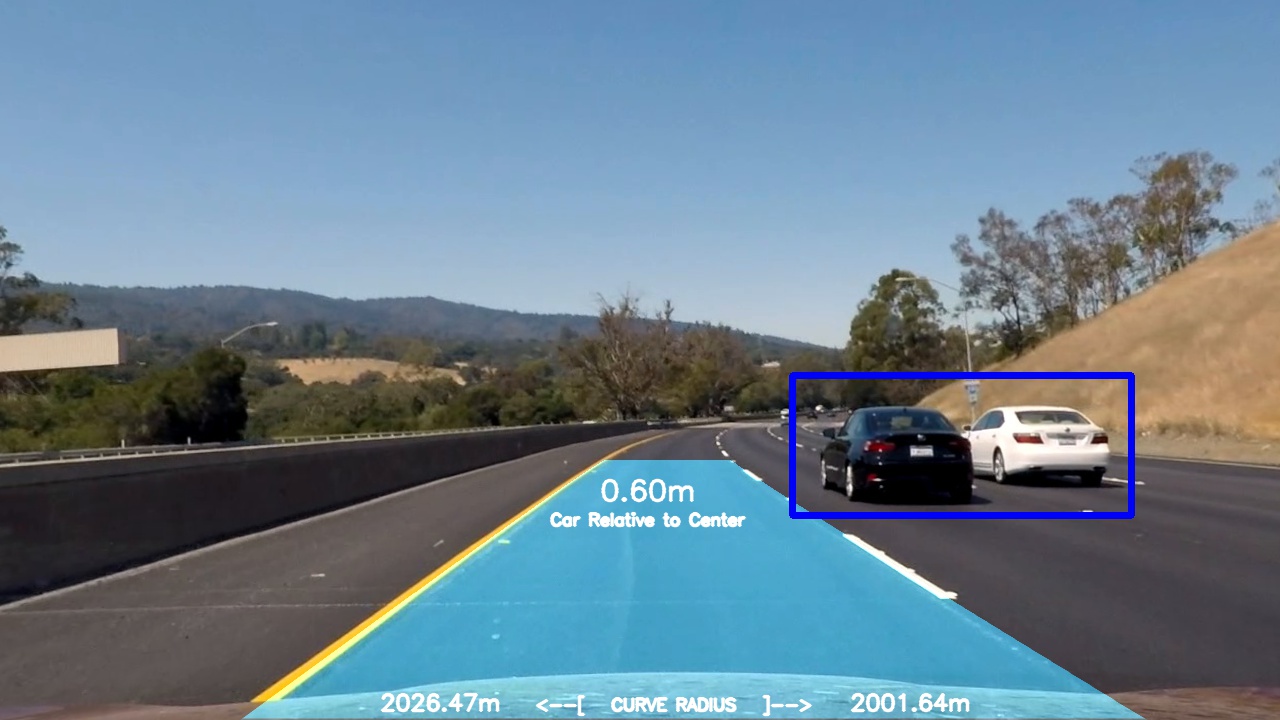 0.60m
Car Relative to Center
2026.47m <--[ CURVE RADIUS ]--> 2001.64m